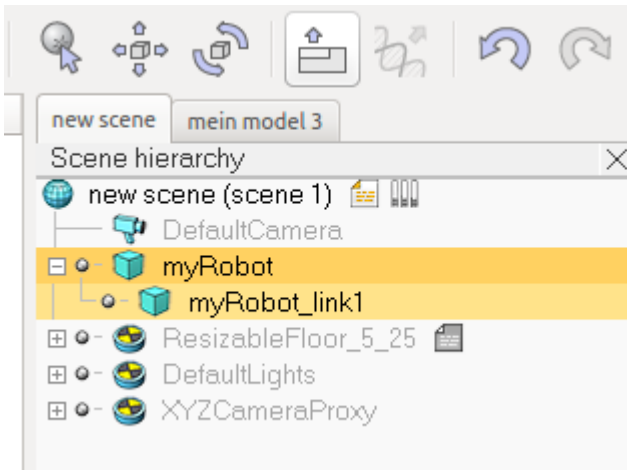 new scene
mein model 3
Scene hierarchy
new scene (scene 1)
DefaultCamera
myRobot
myRobot_link1
ResizableFloor_5_25
DefaultLights
XYZCameraProxy